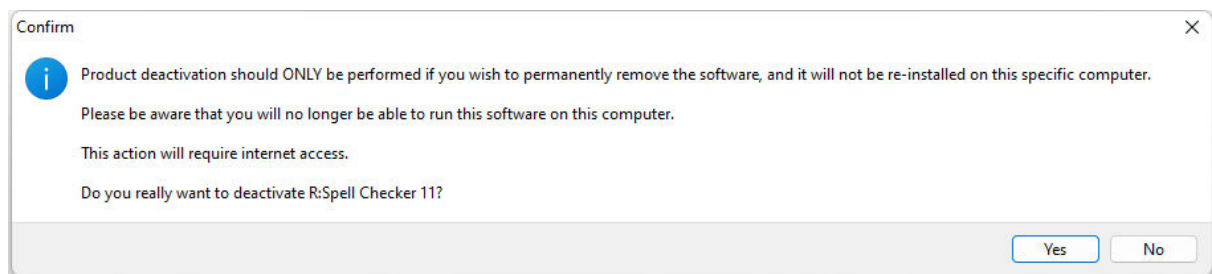 Confirm
Product deactivation should ONLY be performed if you wish to permanently remove the software, and it will not be re-installed on this specific computer.
Please be aware that you will no longer be able to run this software on this computer.
This action will require internet access.
Do you really want to deactivate R:Spell Checker 11?
Yes No